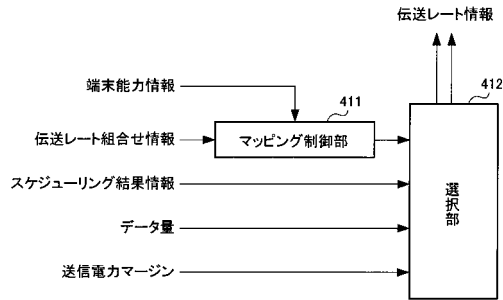 伝送レート情報
端末能力情報
411
412
伝送レート組合せ情報
マッピング制御部
スケジューリング結果情報
選択部
データ量
送信電力マージン